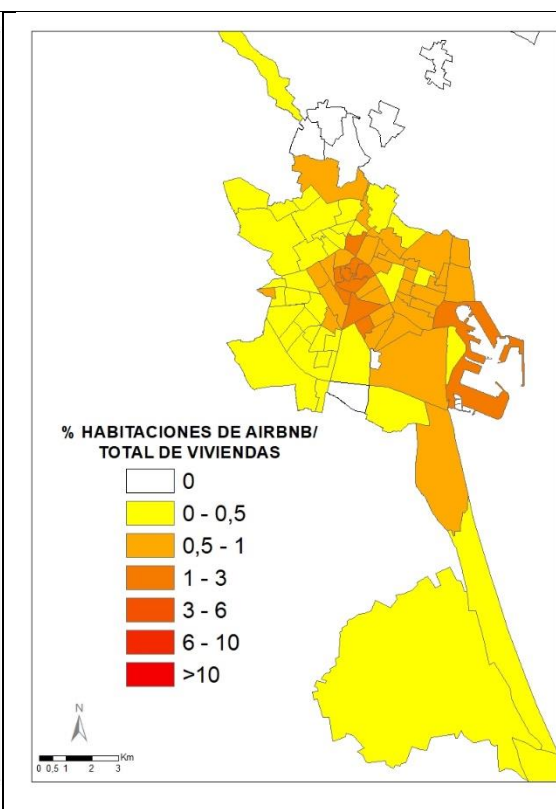 % HABITACIONES DE AIRBNB/
TOTAL DE VIVIENDAS
0
0 - 0,5
0,5 - 1
1 - 3
3 - 6
6 - 10
>10
N
Km
0 0,5 1 2 3